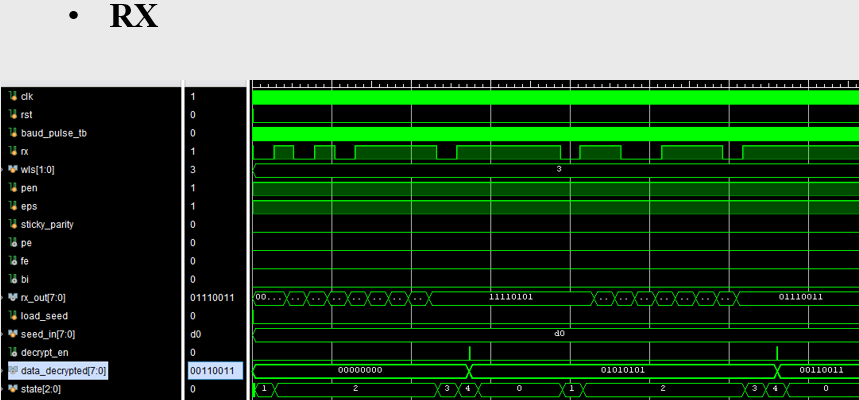 • RX
clk 1
rst 0
baud_pulse_tb 0
rx 1
wls[1:0] 3 3
pen 1
eps 1
sticky_parity 0
pe 0
fe 0
bi 0
rx_out[7:0] 01110011 00... .. .. .. .. .. .. .. 11110101 .. .. .. .. .. .. .. 01110011
load_seed 0
seed_in[7:0] d0 d0
decrypt_en 0
data_decrypted[7:0] 00110011 00000000 01010101 00110011
state[2:0] 0 1 2 3 4 0 1 2 3 4 0